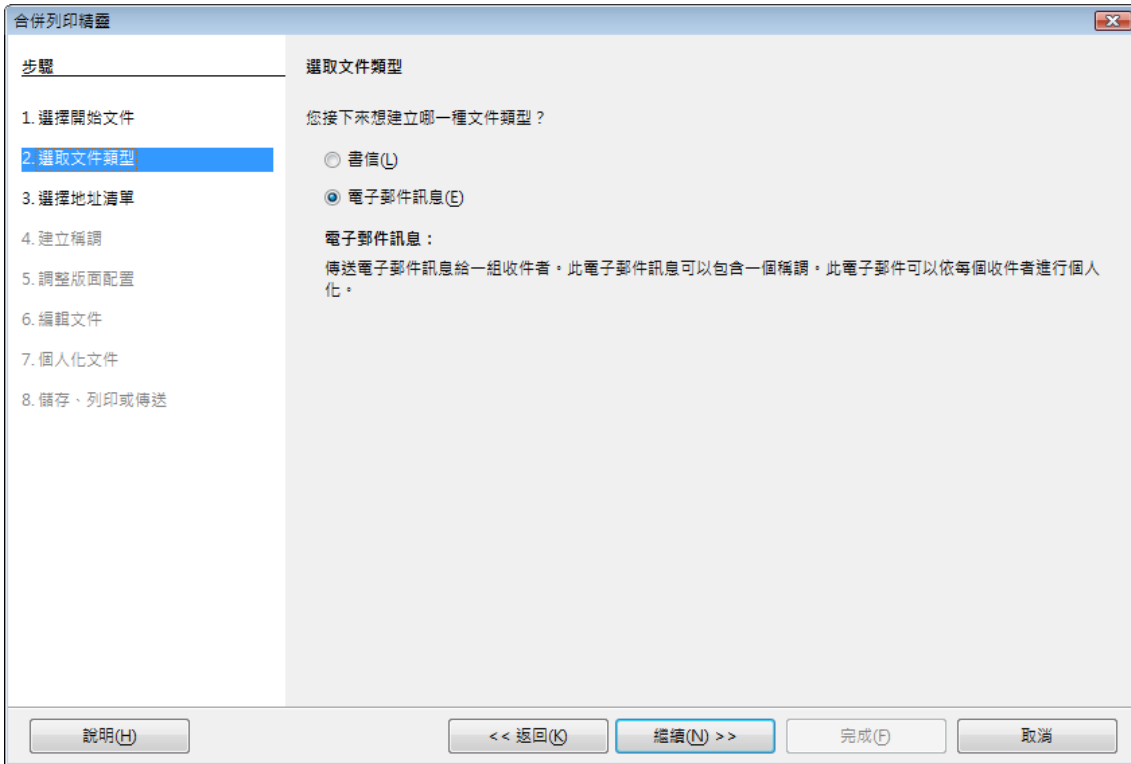 合併列印精靈
步驟
1. 選擇開始文件
2. 選取文件類型
3. 選擇地址清單
4. 建立稱謂
5. 調整版面配置
6. 編輯文件
7. 個人化文件
8. 儲存、列印或傳送
選取文件類型
您接下來想建立哪一種文件類型？
書信(L)
電子郵件訊息(E)
電子郵件訊息：
傳送電子郵件訊息給一組收件者。此電子郵件訊息可以包含一個稱謂。此電子郵件可以依每個收件者進行個人
化。
說明(H)
<< 返回(K)
繼續(N) >>
完成(F)
取消